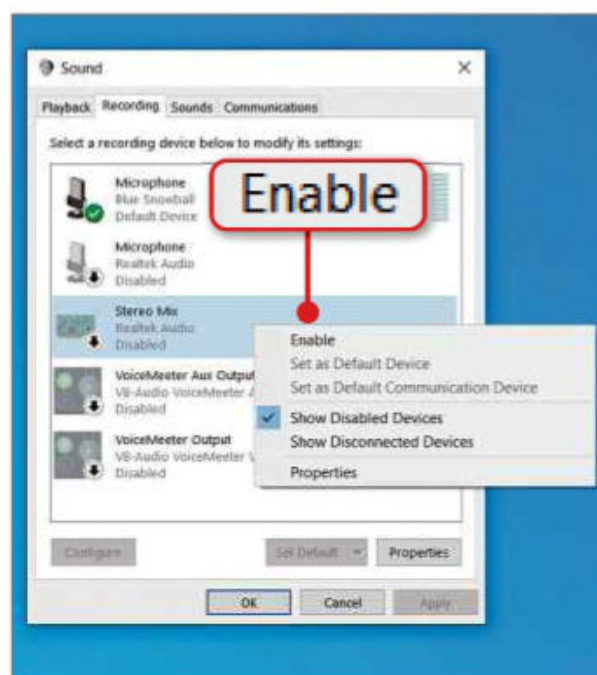 Sound
Playback Recording Sounds Communications
Select a recording device below to modify its settings:
Microphone
Blue Snowball
Default Device
Enable
Microphone
Realtek Audio
Disabled
Stereo Mix
Realtek Audio
Disabled
Enable
Set as Default Device
Set as Default Communication Device
Show Disabled Devices
Show Disconnected Devices
Properties
VoiceMeeter Aux Output
VB-Audio VoiceMeeter
Disabled
VoiceMeeter Output
VB-Audio VoiceMeeter
Disabled
Configure Set Default Properties
OK Cancel Apply